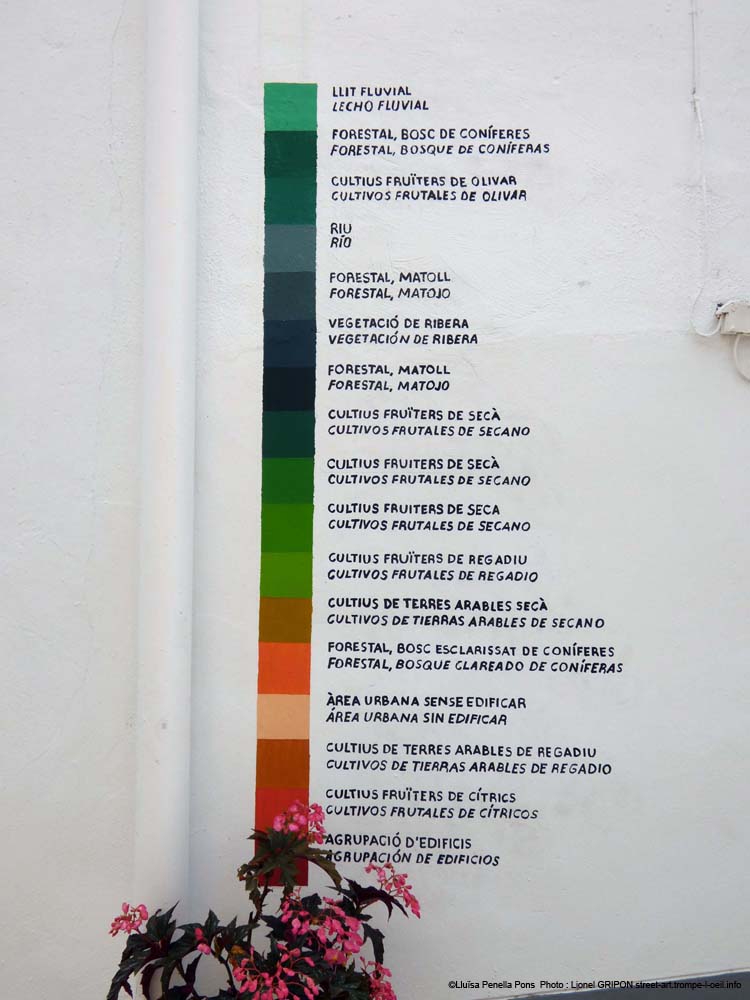 LLIT FLUVIAL
LECHO FLUVIAL
FORESTAL, BOSC DE CONÍFERES
FORESTAL, BOSQUE DE CONÍFERAS
CULTIUS FRUÏTERS DE OLIVAR
CULTIVOS FRUTALES DE OLIVAR
RIU
RÍO
FORESTAL, MATOLL
FORESTAL, MATOJO
VEGETACIÓ DE RIBERA
VEGETACIÓN DE RIBERA
FORESTAL, MATOLL
FORESTAL, MATOJO
CULTIUS FRUÏTERS DE SECÀ
CULTIVOS FRUTALES DE SECANO
CULTIUS FRUITERS DE SECÀ
CULTIVOS FRUTALES DE SECANO
CULTIUS FRUITERS DE SECA
CULTIVOS FRUTALES DE SECANO
CULTIUS FRUÏTERS DE REGADIU
CULTIVOS FRUTALES DE REGADIO
CULTIUS DE TERRES ARABLES SECÀ
CULTIVOS DE TIERRAS ARABLES DE SECANO
FORESTAL, BOSC ESCLARISSAT DE CONÍFERES
FORESTAL, BOSQUE CLAREADO DE CONÍFERAS
ÀREA URBANA SENSE EDIFICAR
ÁREA URBANA SIN EDIFICAR
CULTIUS DE TERRES ARABLES DE REGADIU
CULTIVOS DE TIERRAS ARABLES DE REGADIO
CULTIUS FRUÏTERS DE CÍTRICS
CULTIVOS FRUTALES DE CÍTRICOS
AGRUPACIÓ D'EDIFICIS
AGRUPACIÓN DE EDIFICIOS
©Lluïsa Penella Pons Photo : Lionel GRIPON street-art.trompe-l-oeil.info